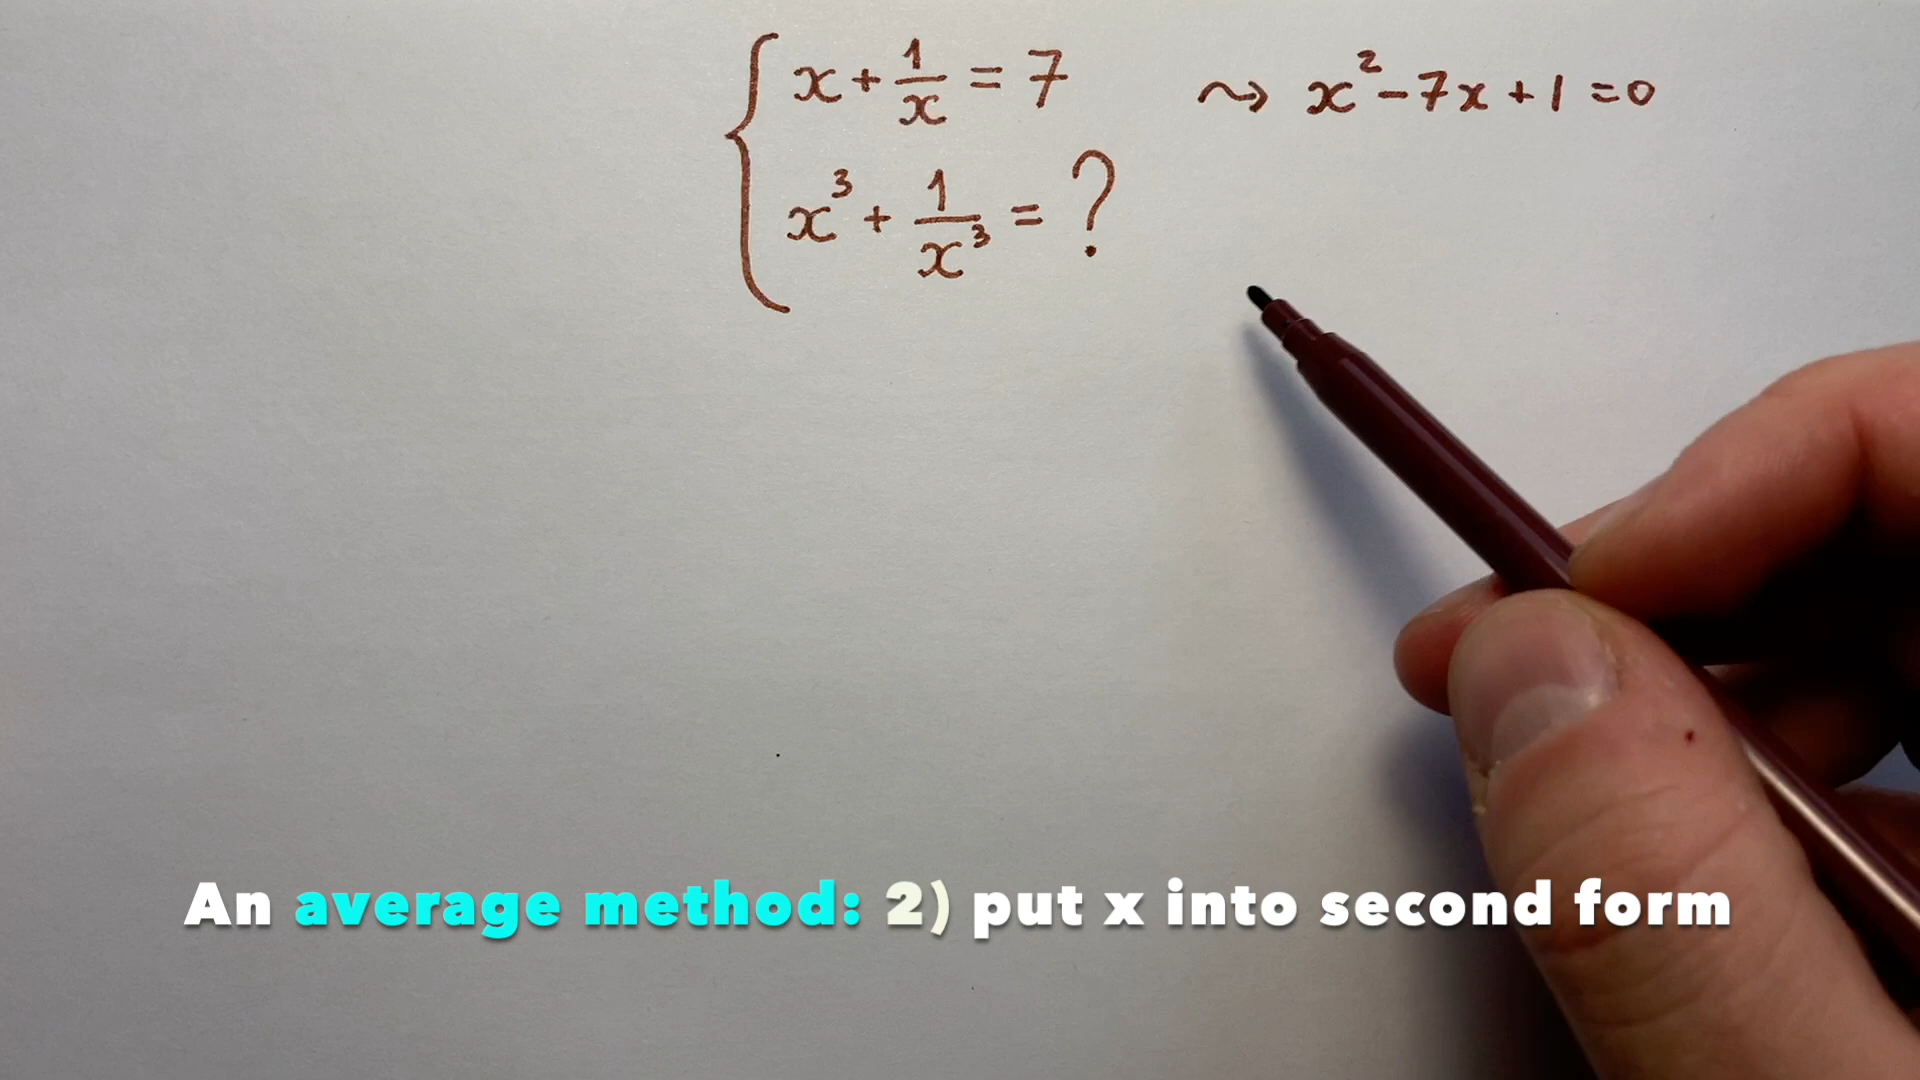 x + 1/x = 7 ⇝ x² - 7x + 1 = 0
x³ + 1/x³ = ?
An average method: 2) put x into second form